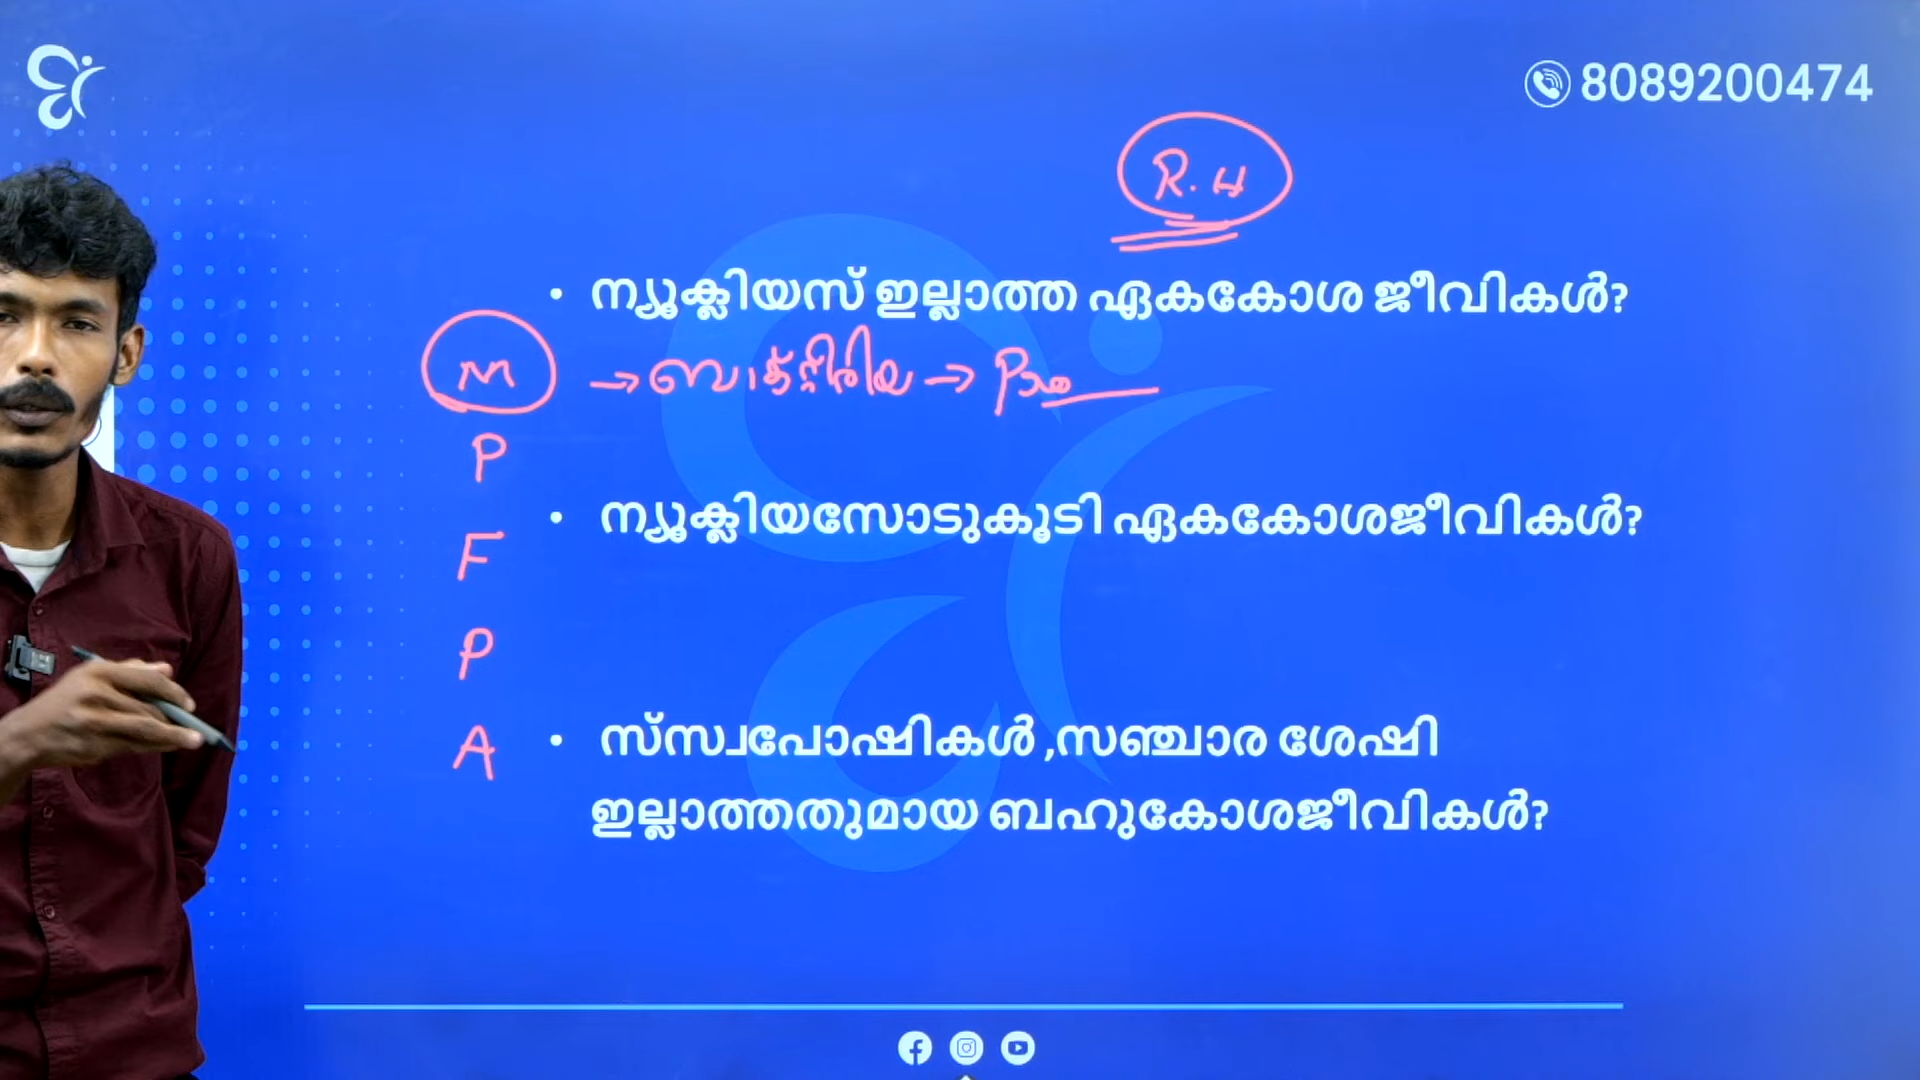 8089200474
R.H
• ന്യൂക്ലിയസ് ഇല്ലാത്ത ഏകകോശ ജീവികൾ?
M → ബാക്ടീരിയ →
P
• ന്യൂക്ലിയസോടുകൂടി ഏകകോശജീവികൾ?
F
P
A • സ്സ്വപോഷികൾ ,സഞ്ചാര ശേഷി
ഇല്ലാത്തതുമായ ബഹുകോശജീവികൾ?